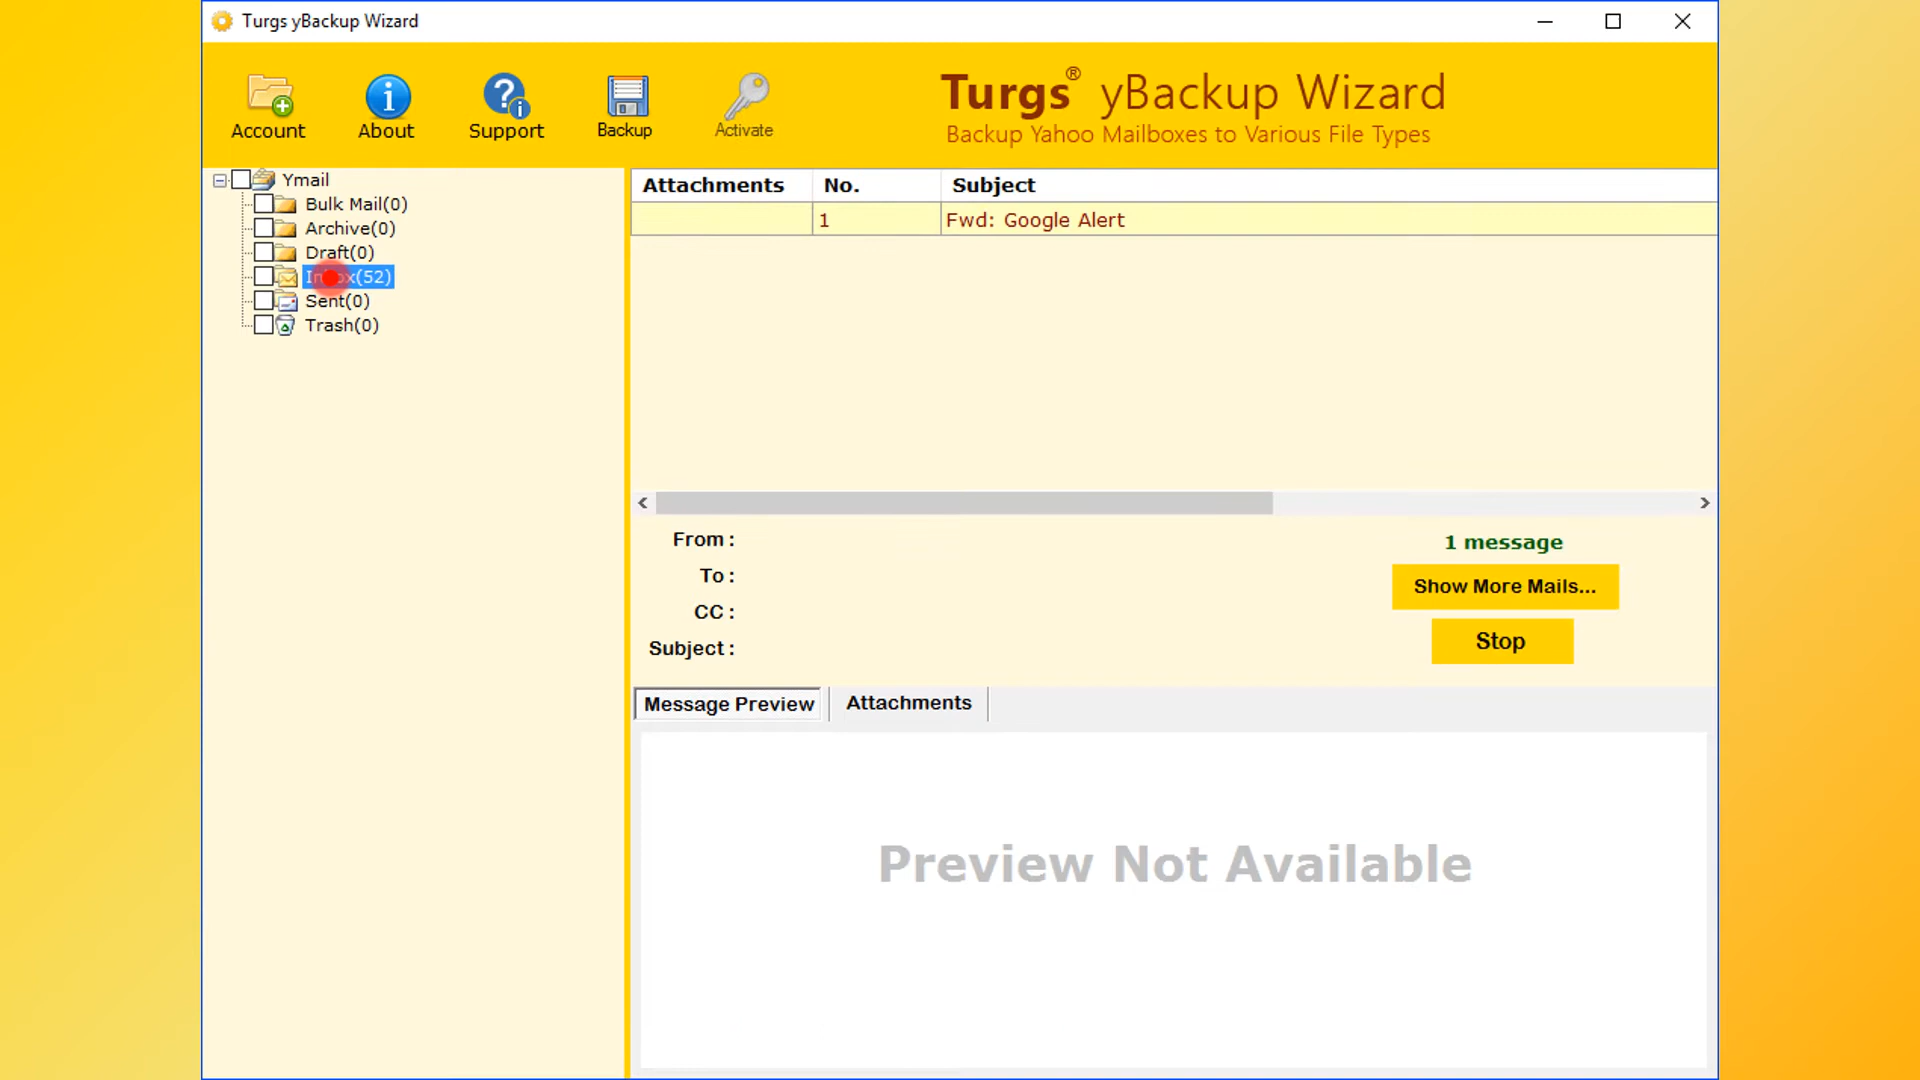 Turgs yBackup Wizard
Account
About
Support
Backup
Activate
Turgs® yBackup Wizard
Backup Yahoo Mailboxes to Various File Types
Ymail
Bulk Mail(0)
Archive(0)
Draft(0)
Inbox(52)
Sent(0)
Trash(0)
Attachments No. Subject
1 Fwd: Google Alert
From :
To :
CC :
Subject :
1 message
Show More Mails...
Stop
Message Preview
Attachments
Preview Not Available